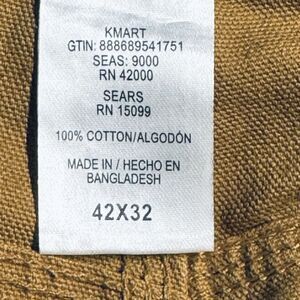 KMART
GTIN: 888689541751
SEAS: 9000
RN 42000
SEARS
RN 15099
100% COTTON/ALGODÓN
MADE IN / HECHO EN
BANGLADESH
42X32